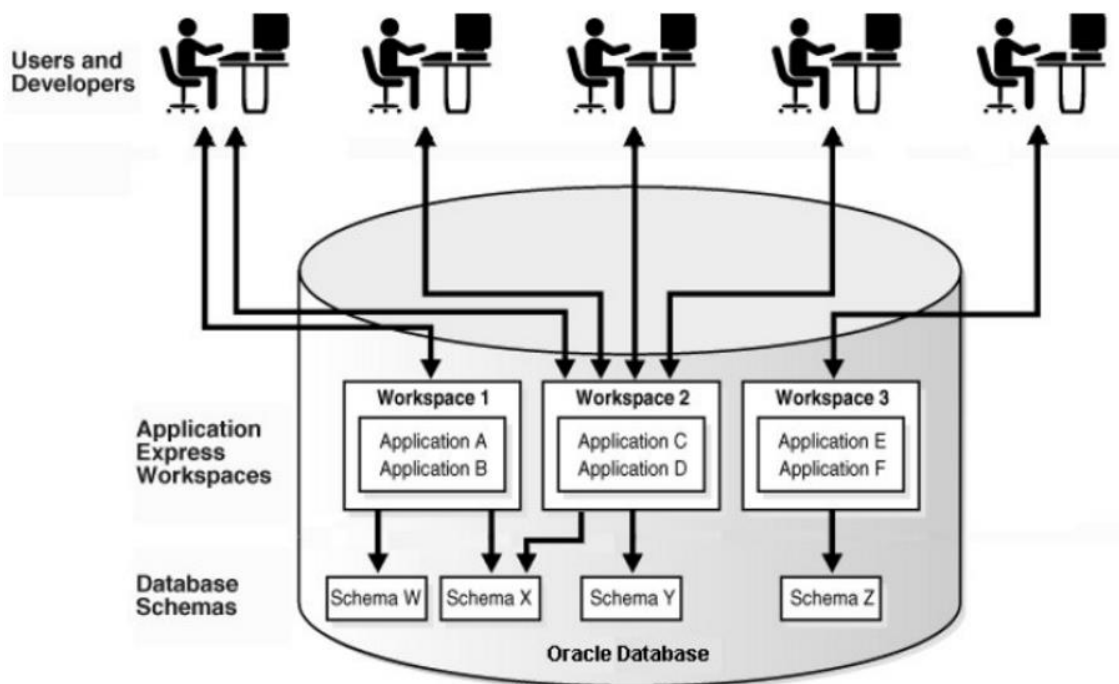 Users and
Developers
Workspace 1
Workspace 2
Workspace 3
Application A
Application B
Application C
Application D
Application E
Application F
Application
Express
Workspaces
Database
Schemas
Schema W
Schema X
Schema Y
Schema Z
Oracle Database